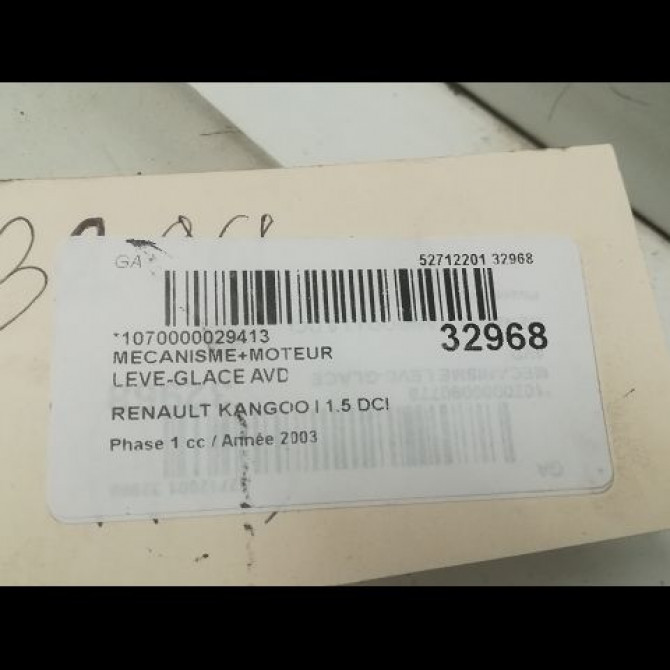 GA 52712201 32968
*1070000029413 32968
MECANISME+MOTEUR
LEVE-GLACE AVD
RENAULT KANGOO I 1.5 DCI
Phase 1 cc / Année 2003